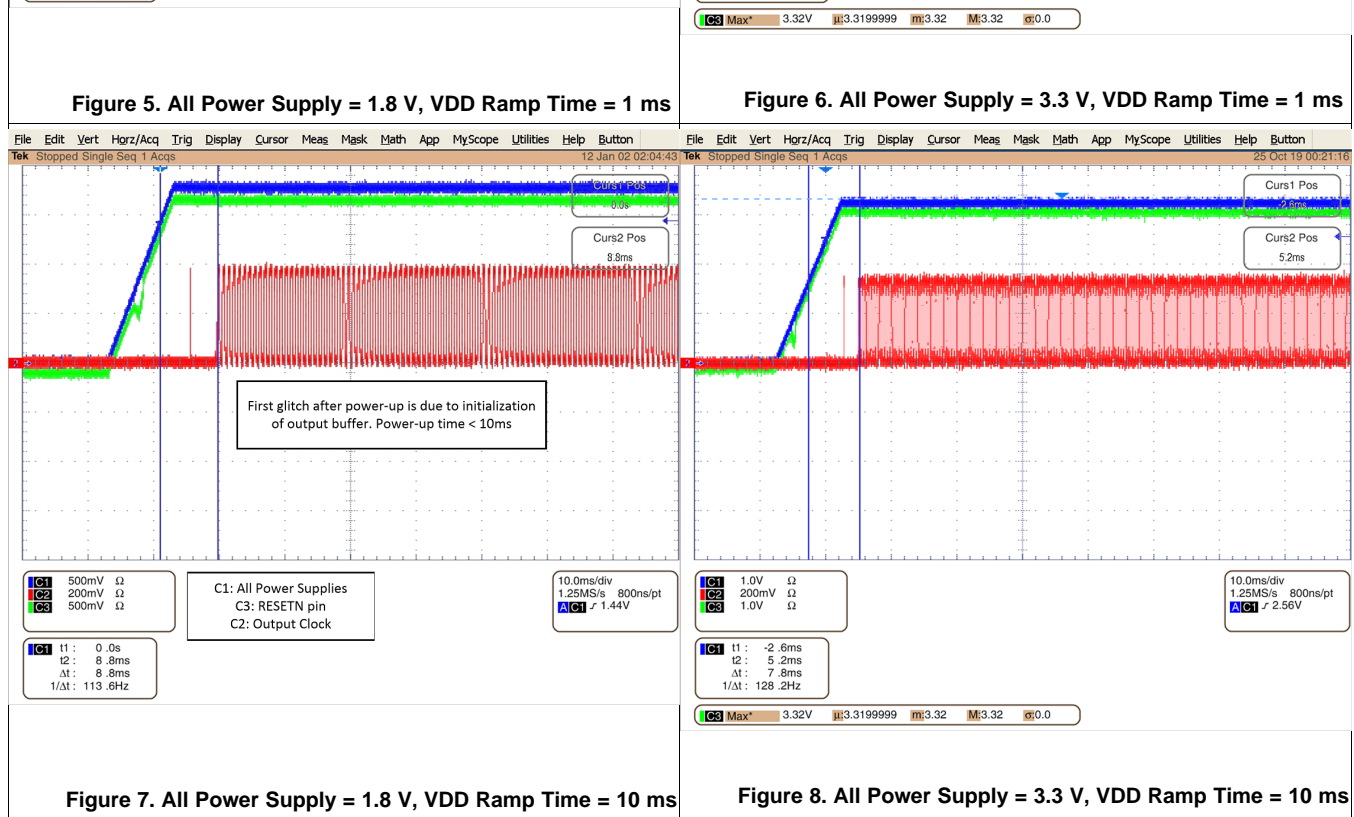 C3 Max* 3.32V µ:3.3199999 m:3.32 M:3.32 σ:0.0
Figure 5. All Power Supply = 1.8 V, VDD Ramp Time = 1 ms
Figure 6. All Power Supply = 3.3 V, VDD Ramp Time = 1 ms
File Edit Vert Horz/Acq Trig Display Cursor Meas Mask Math App MyScope Utilities Help Button
Tek Stopped Single Seq 1 Acqs 12 Jan 02 02:04:43
Curs1 Pos
0.0s
Curs2 Pos
8.8ms
First glitch after power-up is due to initialization
of output buffer. Power-up time < 10ms
C1 500mV Ω
C2 200mV Ω
C3 500mV Ω
C1: All Power Supplies
C3: RESETN pin
C2: Output Clock
10.0ms/div
1.25MS/s 800ns/pt
A C1 1.44V
C1 t1 : 0 .0s
t2 : 8 .8ms
Δt : 8 .8ms
1/Δt : 113 .6Hz
Figure 7. All Power Supply = 1.8 V, VDD Ramp Time = 10 ms
File Edit Vert Horz/Acq Trig Display Cursor Meas Mask Math App MyScope Utilities Help Button
Tek Stopped Single Seq 1 Acqs 25 Oct 19 00:21:16
Curs1 Pos
-2.6ms
Curs2 Pos
5.2ms
C1 1.0V Ω
C2 200mV Ω
C3 1.0V Ω
10.0ms/div
1.25MS/s 800ns/pt
A C1 2.56V
C1 t1 : -2 .6ms
t2 : 5 .2ms
Δt : 7 .8ms
1/Δt : 128 .2Hz
C3 Max* 3.32V µ:3.3199999 m:3.32 M:3.32 σ:0.0
Figure 8. All Power Supply = 3.3 V, VDD Ramp Time = 10 ms